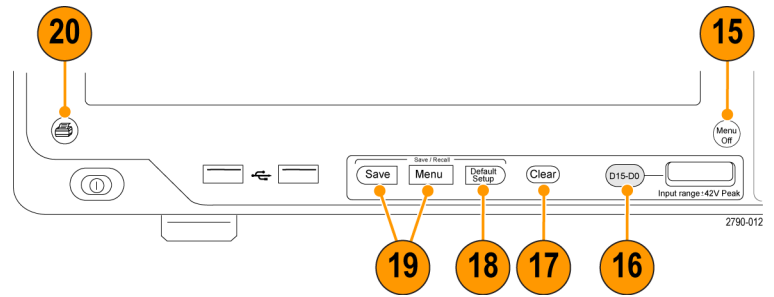 20
15
Menu
Off
Save / Recall
Save
Menu
Default
Setup
Clear
D15-D0
Input range:42V Peak
2790-012
19
18
17
16